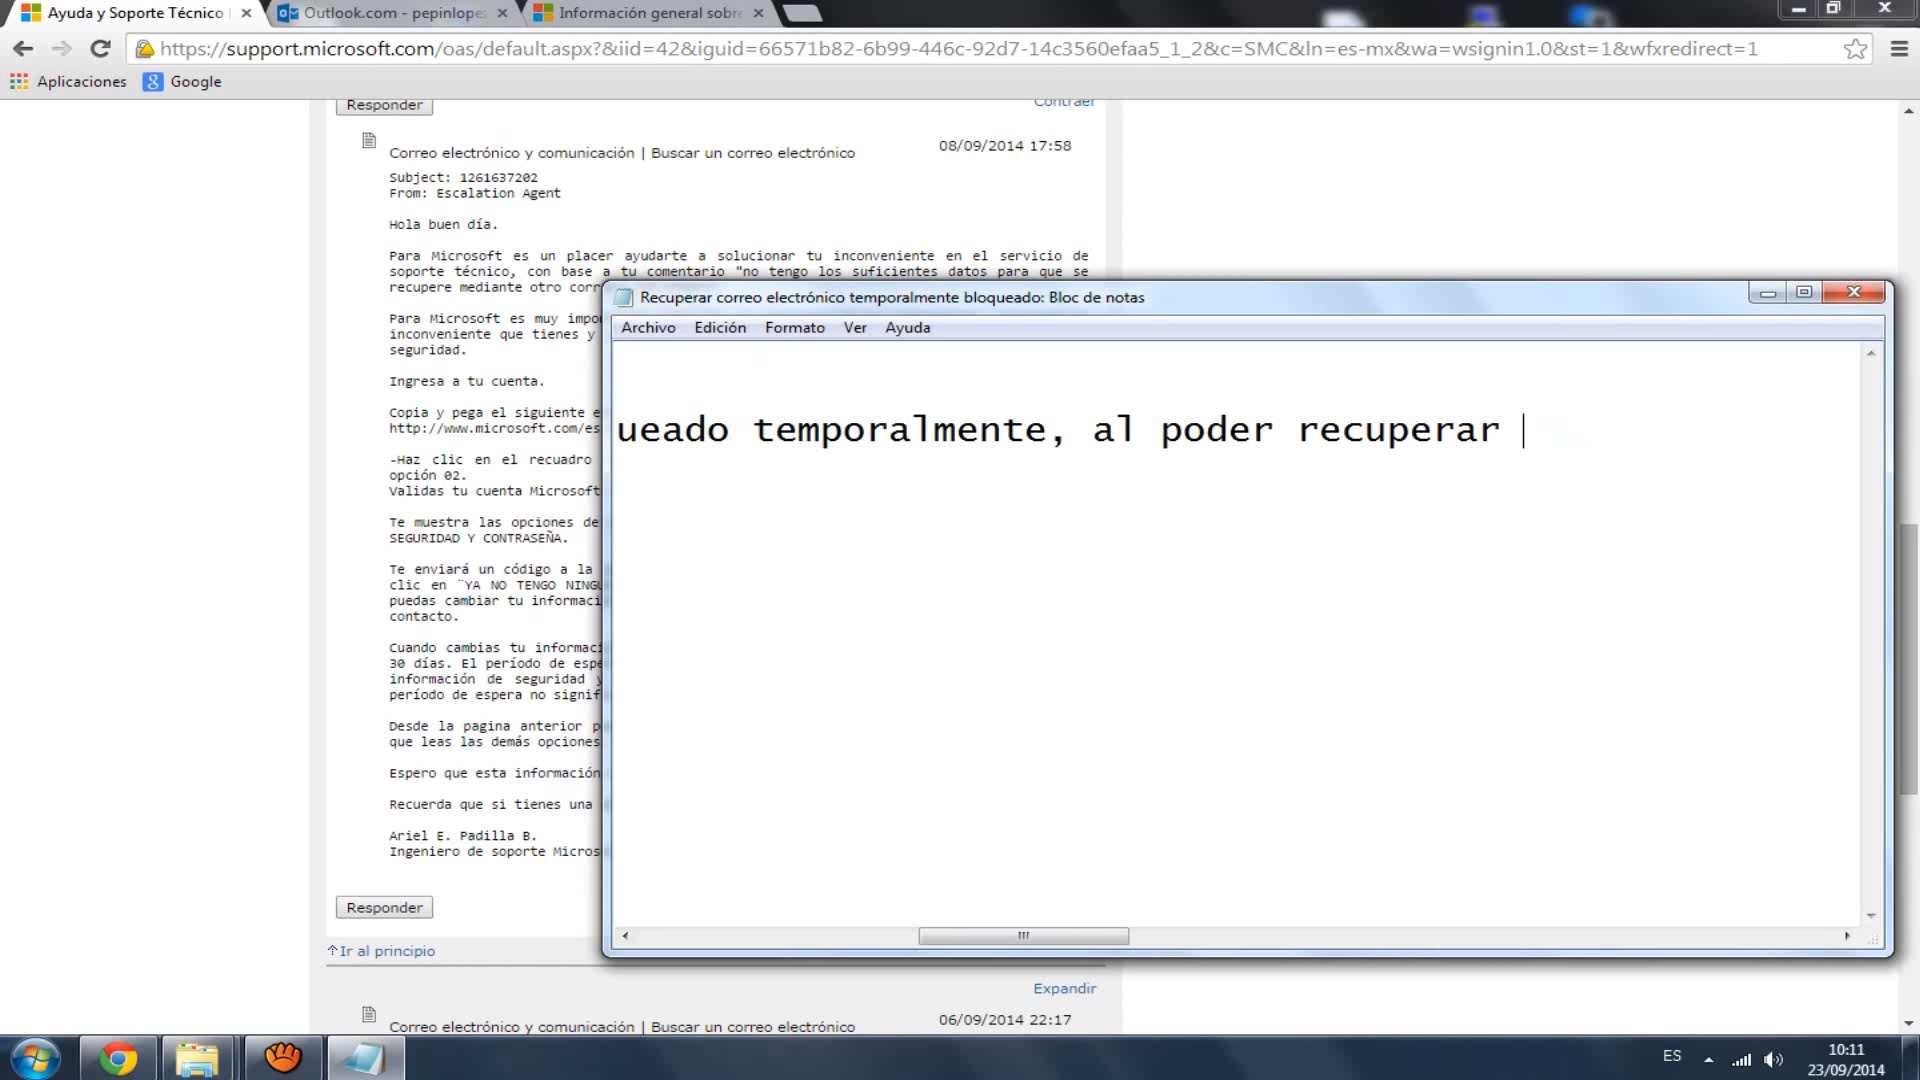 Ayuda y Soporte Técnico
Outlook.com - pepinlope
Información general sobre
https://support.microsoft.com/oas/default.aspx?&iid=42&iguid=66571b82-6b99-446c-92d7-14c3560efaa5_1_2&c=SMC&ln=es-mx&wa=wsignin1.0&st=1&wfxredirect=1
Aplicaciones
Google
Responder
Contraer
Correo electrónico y comunicación | Buscar un correo electrónico
08/09/2014 17:58
Subject: 1261637202
From: Escalation Agent
Hola buen día.
Para Microsoft es un placer ayudarte a solucionar tu inconveniente en el servicio de
soporte técnico, con base a tu comentario "no tengo los suficientes datos para que se
recupere mediante otro corr
Para Microsoft es muy impo
inconveniente que tienes y
seguridad.
Ingresa a tu cuenta.
Copia y pega el siguiente e
http://www.microsoft.com/es
-Haz clic en el recuadro
opción 02.
Validas tu cuenta Microsoft
Te muestra las opciones de
SEGURIDAD Y CONTRASEÑA.
Te enviará un código a la
clic en ¨YA NO TENGO NINGU
puedas cambiar tu informaci
contacto.
Cuando cambias tu informaci
30 días. El período de espe
información de seguridad y
período de espera no signif
Desde la pagina anterior p
que leas las demás opciones
Espero que esta información
Recuerda que si tienes una
Ariel E. Padilla B.
Ingeniero de soporte Micros
Responder
Ir al principio
Expandir
Correo electrónico y comunicación | Buscar un correo electrónico
06/09/2014 22:17
Recuperar correo electrónico temporalmente bloqueado: Bloc de notas
Archivo Edición Formato Ver Ayuda
ueado temporalmente, al poder recuperar
ES
10:11
23/09/2014